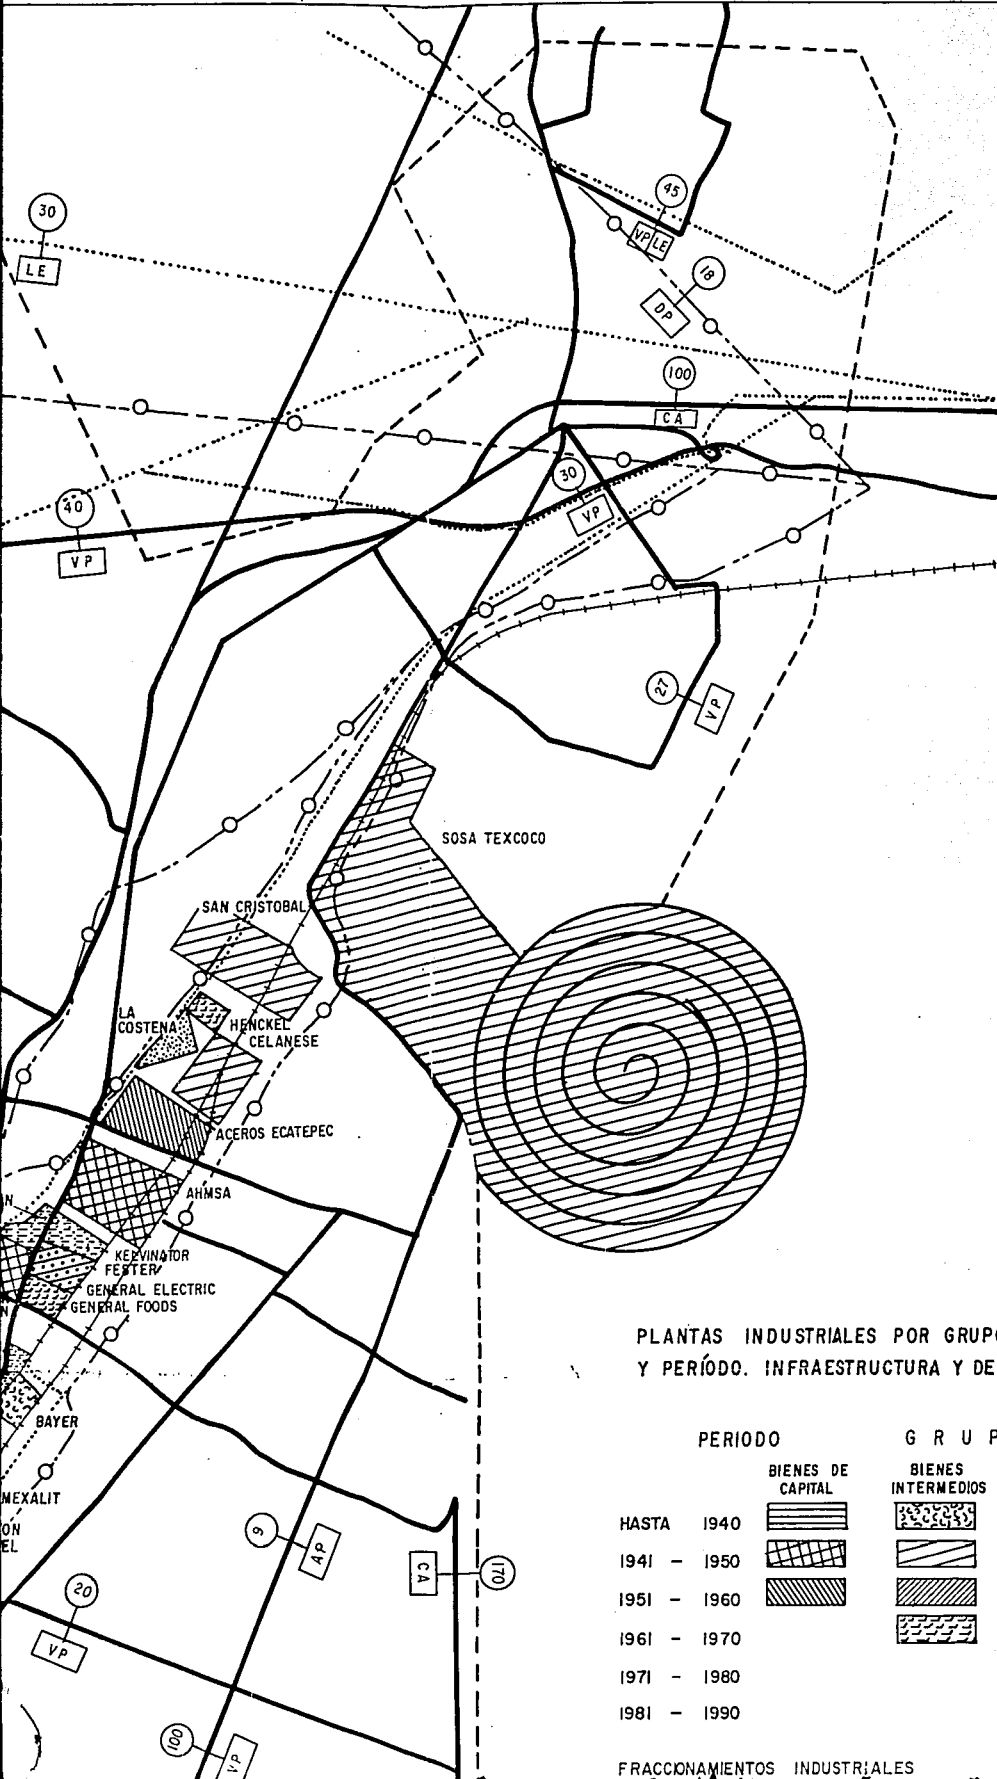 45
30
VP LE
LE
18
DP
100
CA
30
40
VP
VP
27
VP
SOSA TEXCOCO
SAN CRISTOBAL
LA
COSTENA
HENCKEL
CELANESE
ACEROS ECATEPEC
AHMSA
N
KELVINATOR
FESTER
GENERAL ELECTRIC
GENERAL FOODS
N
PLANTAS INDUSTRIALES POR GRUPO
Y PERÍODO. INFRAESTRUCTURA Y DE
BAYER
PERIODO G R U P
BIENES DE
CAPITAL
BIENES
INTERMEDIOS
MEXALIT
HASTA 1940
ON
EL
9
1941 - 1950
AP
CA
170
1951 - 1960
20
1961 - 1970
VP
1971 - 1980
1981 - 1990
100
VP
FRACCIONAMIENTOS INDUSTRIALES